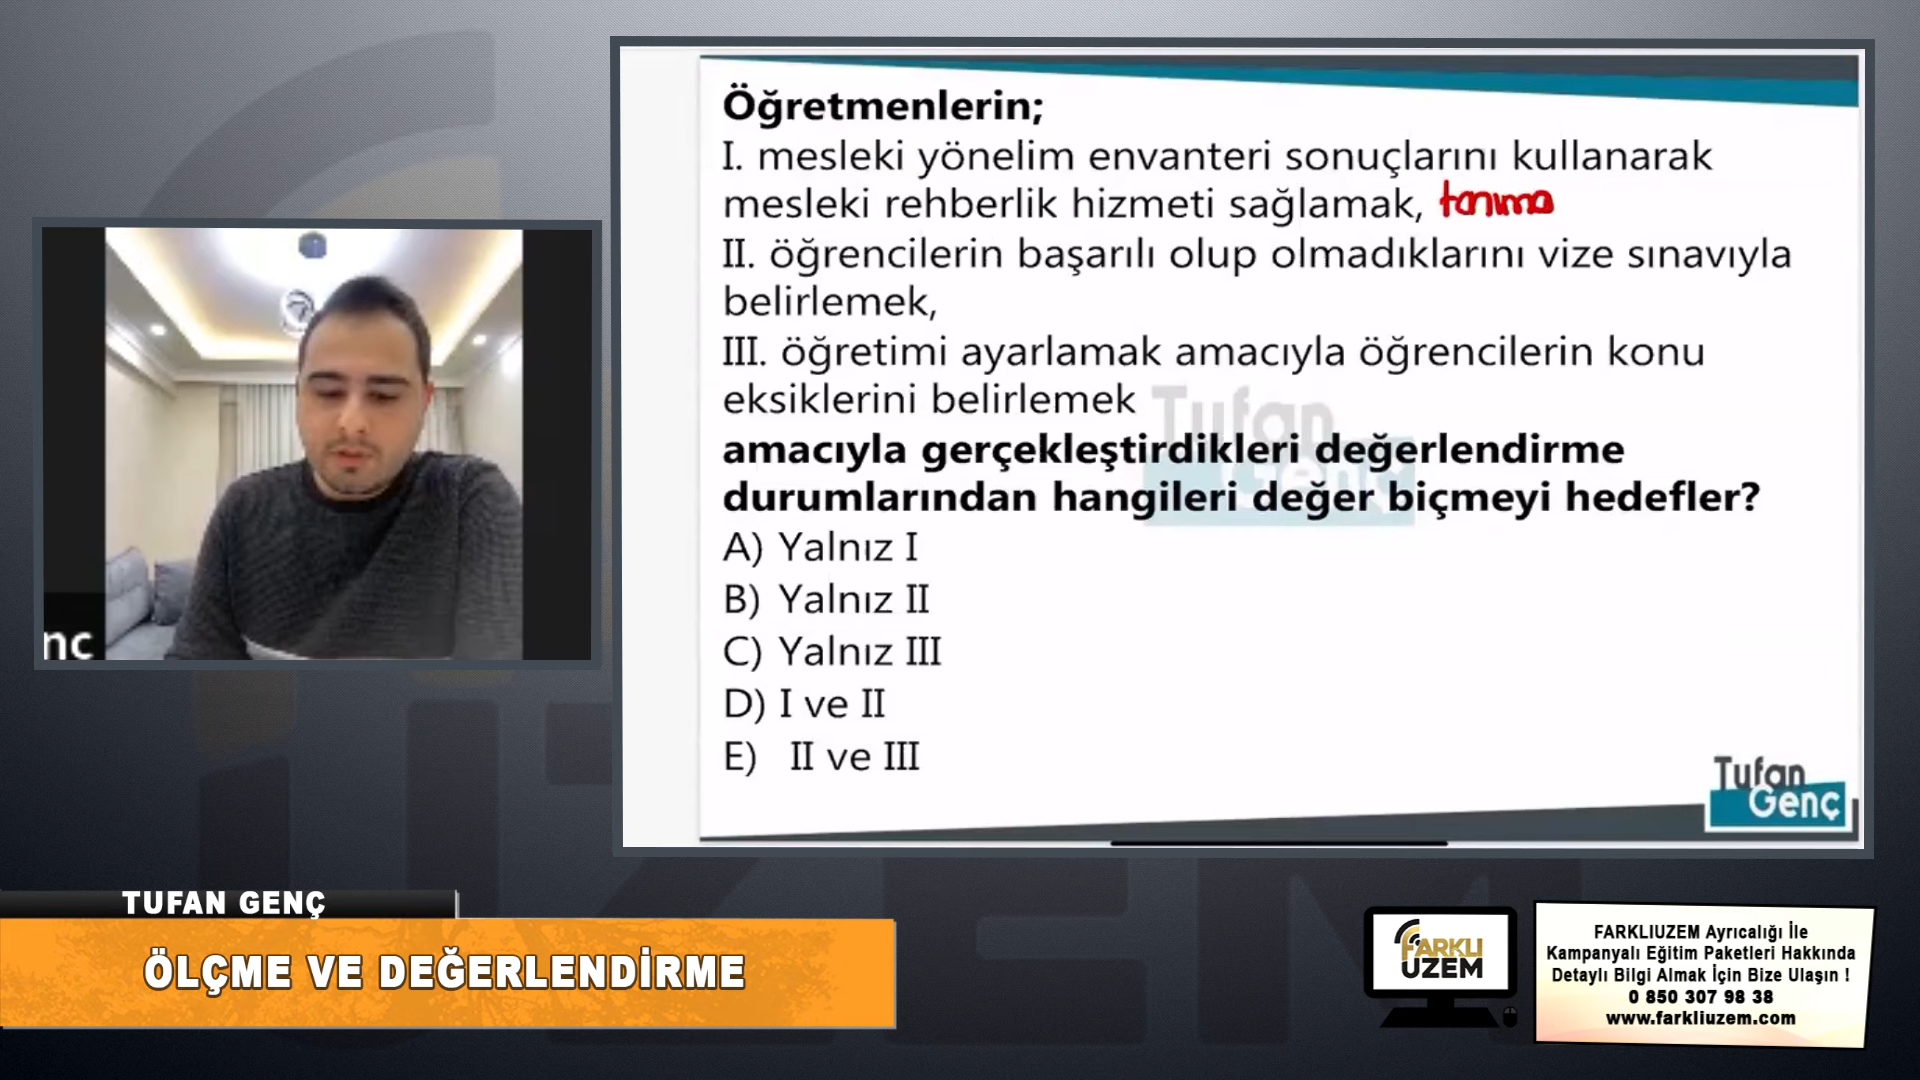 Öğretmenlerin;
I. mesleki yönelim envanteri sonuçlarını kullanarak
mesleki rehberlik hizmeti sağlamak, tanıma
II. öğrencilerin başarılı olup olmadıklarını vize sınavıyla
belirlemek,
III. öğretimi ayarlamak amacıyla öğrencilerin konu
eksiklerini belirlemek
amacıyla gerçekleştirdikleri değerlendirme
durumlarından hangileri değer biçmeyi hedefler?
A) Yalnız I
B) Yalnız II
C) Yalnız III
D) I ve II
E) II ve III
Tufan
Genç
Tufan
Genç
nç
TUFAN GENÇ
ÖLÇME VE DEĞERLENDİRME
FARKLI
UZEM
FARKLIUZEM Ayrıcalığı İle
Kampanyalı Eğitim Paketleri Hakkında
Detaylı Bilgi Almak İçin Bize Ulaşın !
0 850 307 98 38
www.farkliuzem.com
ÜZEM